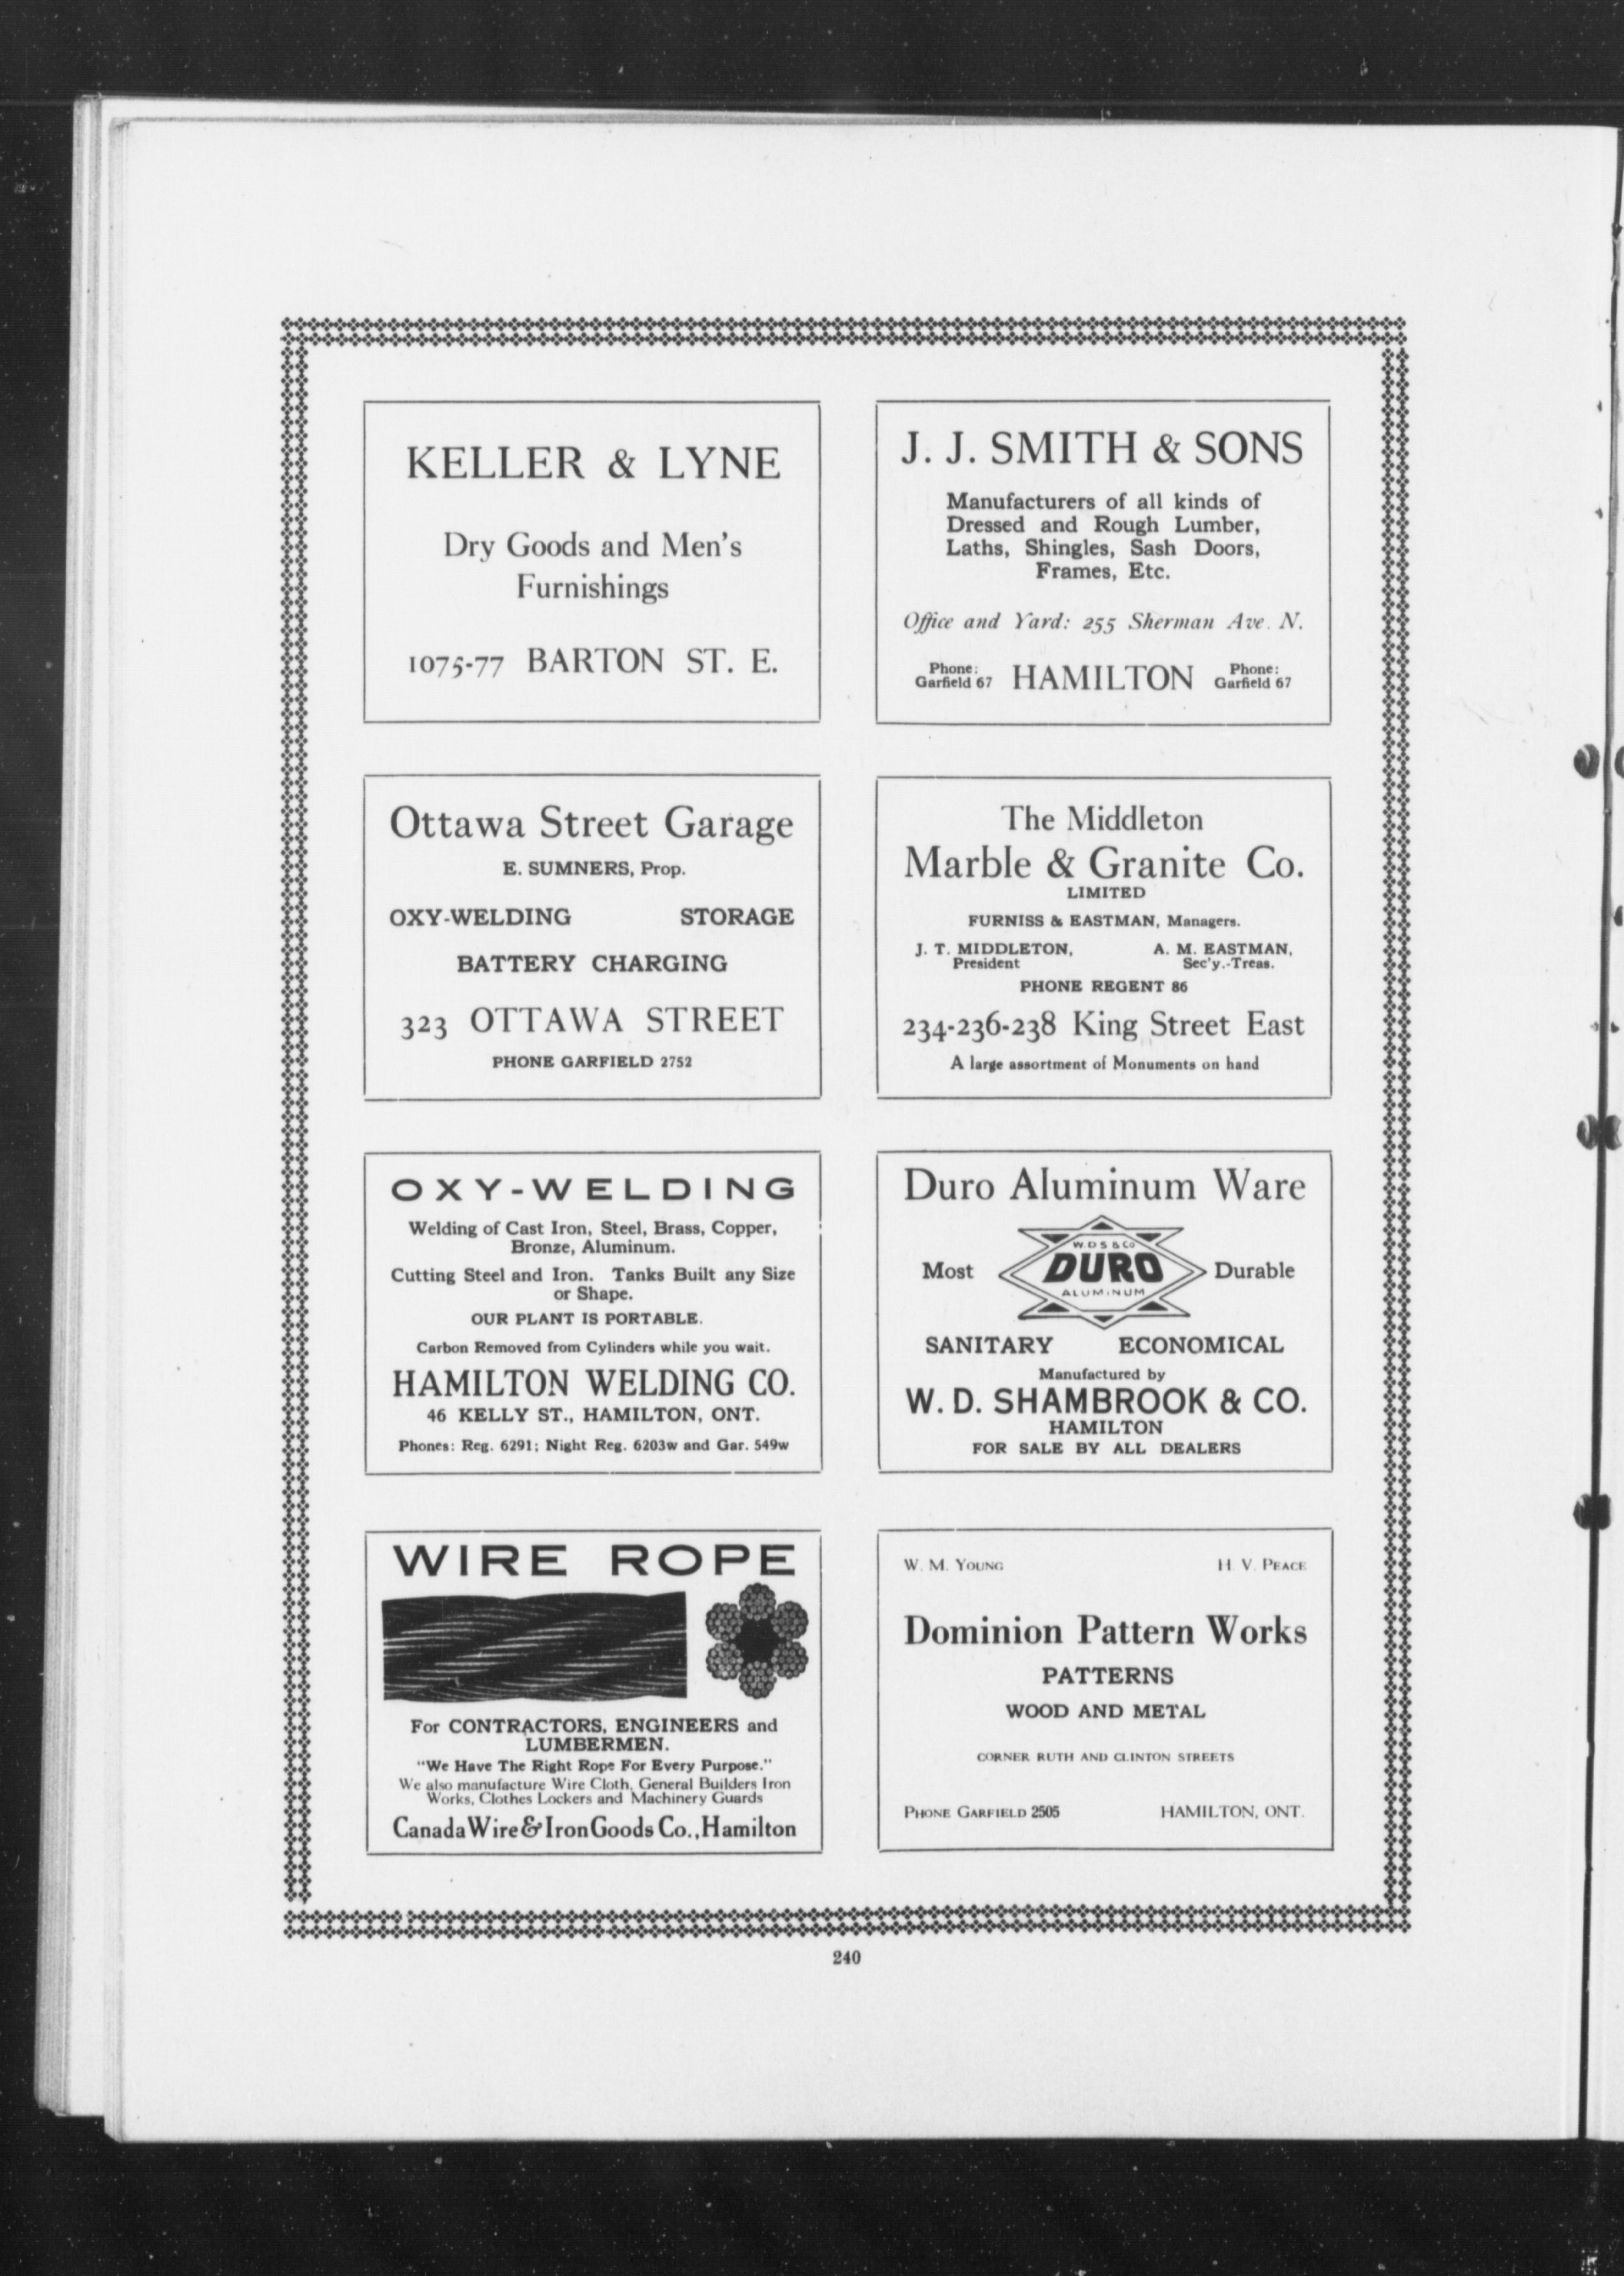 KELLER & LYNE
Dry Goods and Men's
Furnishings
1075-77 BARTON ST. E.
J. J. SMITH & SONS
Manufacturers of all kinds of
Dressed and Rough Lumber,
Laths, Shingles, Sash Doors,
Frames, Etc.
Office and Yard: 255 Sherman Ave. N.
Phone: Garfield 67 HAMILTON Phone: Garfield 67
Ottawa Street Garage
E. SUMNERS, Prop.
OXY-WELDING STORAGE
BATTERY CHARGING
323 OTTAWA STREET
PHONE GARFIELD 2752
The Middleton
Marble & Granite Co.
LIMITED
FURNISS & EASTMAN, Managers.
J. T. MIDDLETON, A. M. EASTMAN,
President Sec'y.-Treas.
PHONE REGENT 86
234-236-238 King Street East
A large assortment of Monuments on hand
OXY-WELDING
Welding of Cast Iron, Steel, Brass, Copper,
Bronze, Aluminum.
Cutting Steel and Iron. Tanks Built any Size
or Shape.
OUR PLANT IS PORTABLE.
Carbon Removed from Cylinders while you wait.
HAMILTON WELDING CO.
46 KELLY ST., HAMILTON, ONT.
Phones: Reg. 6291; Night Reg. 6203w and Gar. 549w
Duro Aluminum Ware
W.D S & Co
Most DURO Durable
ALUMINUM
SANITARY ECONOMICAL
Manufactured by
W. D. SHAMBROOK & CO.
HAMILTON
FOR SALE BY ALL DEALERS
WIRE ROPE
For CONTRACTORS, ENGINEERS and
LUMBERMEN.
"We Have The Right Rope For Every Purpose."
We also manufacture Wire Cloth, General Builders Iron
Works, Clothes Lockers and Machinery Guards
Canada Wire & Iron Goods Co., Hamilton
W. M. YOUNG H. V. PEACE
Dominion Pattern Works
PATTERNS
WOOD AND METAL
CORNER RUTH AND CLINTON STREETS
PHONE GARFIELD 2505 HAMILTON, ONT.
240